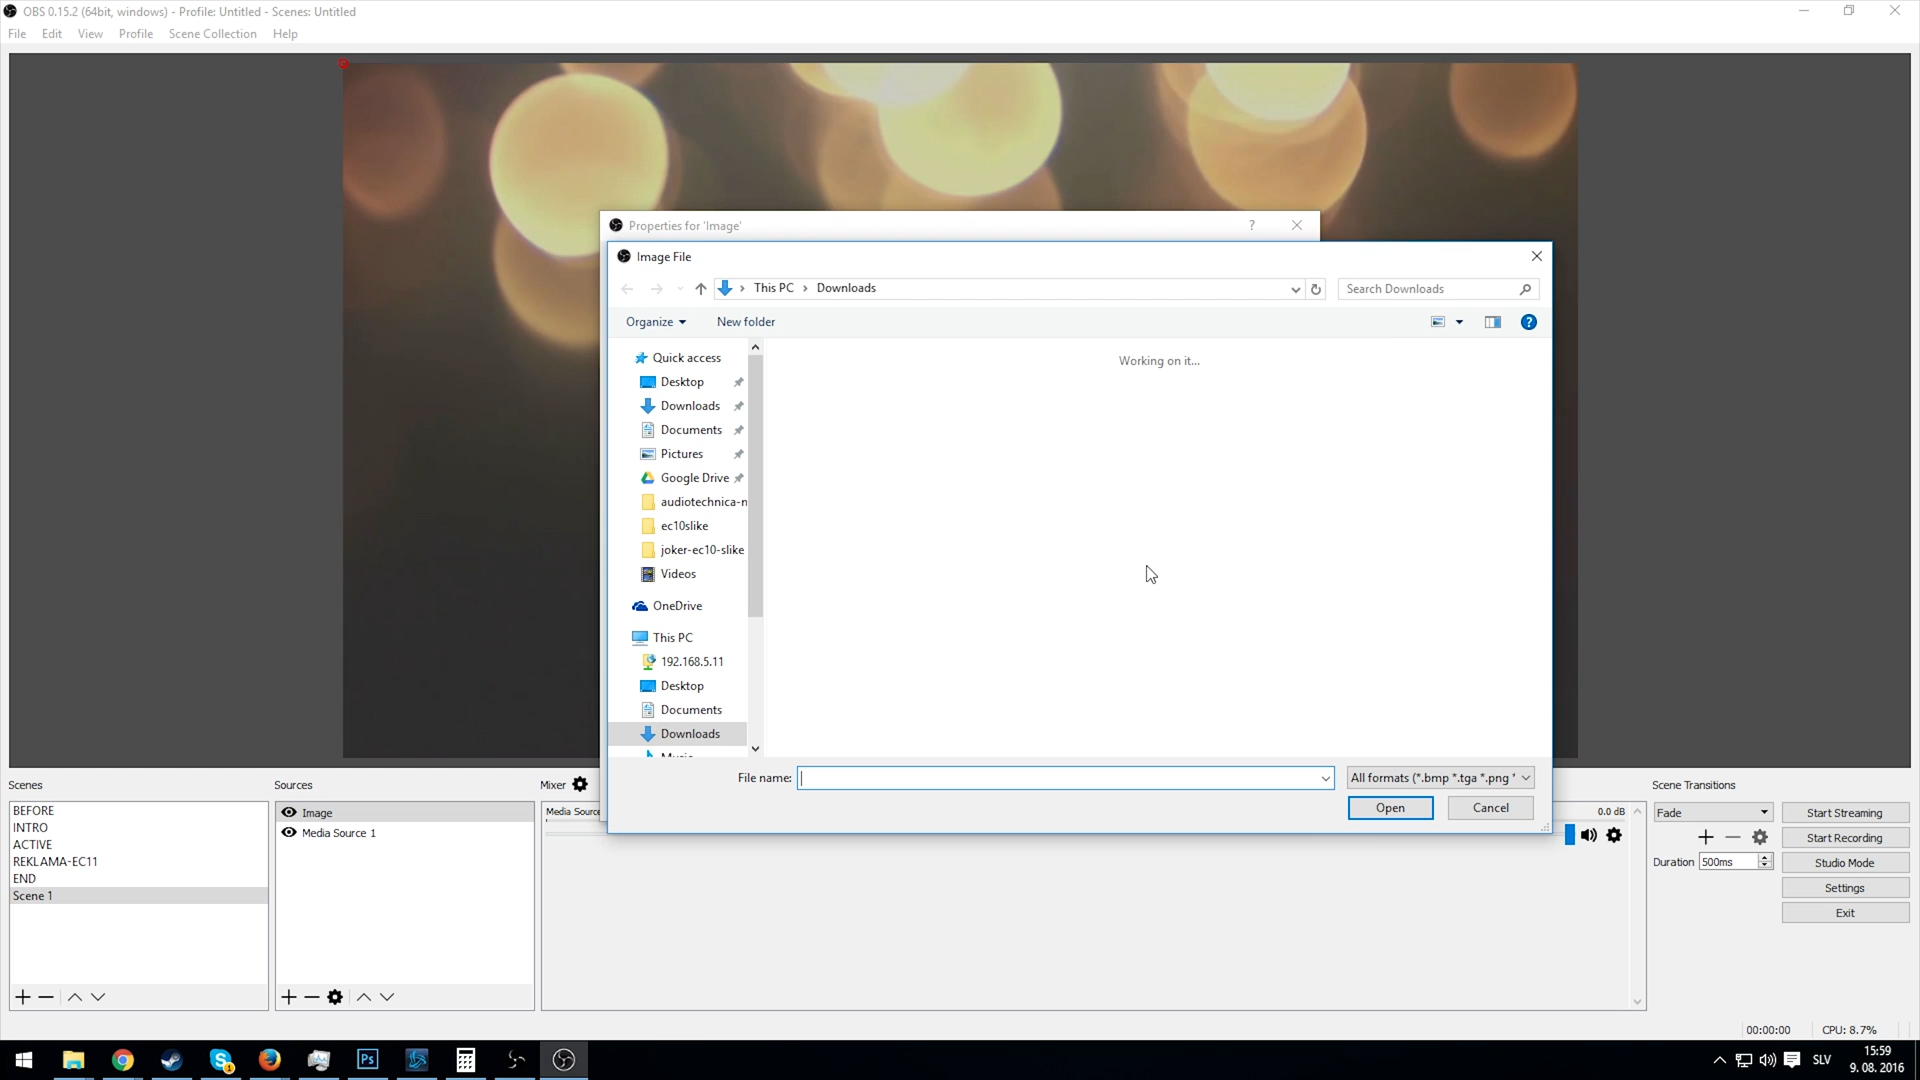 OBS 0.15.2 (64bit, windows) - Profile: Untitled - Scenes: Untitled
File Edit View Profile Scene Collection Help
Properties for 'Image'
?
Image File
This PC > Downloads
Search Downloads
Organize
New folder
?
Working on it...
Quick access
Desktop
Downloads
Documents
Pictures
Google Drive
audiotechnica-n
ec10slike
joker-ec10-slike
Videos
OneDrive
This PC
192.168.5.11
Desktop
Documents
Downloads
Music
File name:
All formats (*.bmp *.tga *.png *
Open
Cancel
Scenes
BEFORE
INTRO
ACTIVE
REKLAMA-EC11
END
Scene 1
Sources
Image
Media Source 1
Mixer
Media Source
0.0 dB
Scene Transitions
Fade
Duration 500ms
Start Streaming
Start Recording
Studio Mode
Settings
Exit
00:00:00
CPU: 8.7%
Ps
1
SLV
15:59
9. 08. 2016